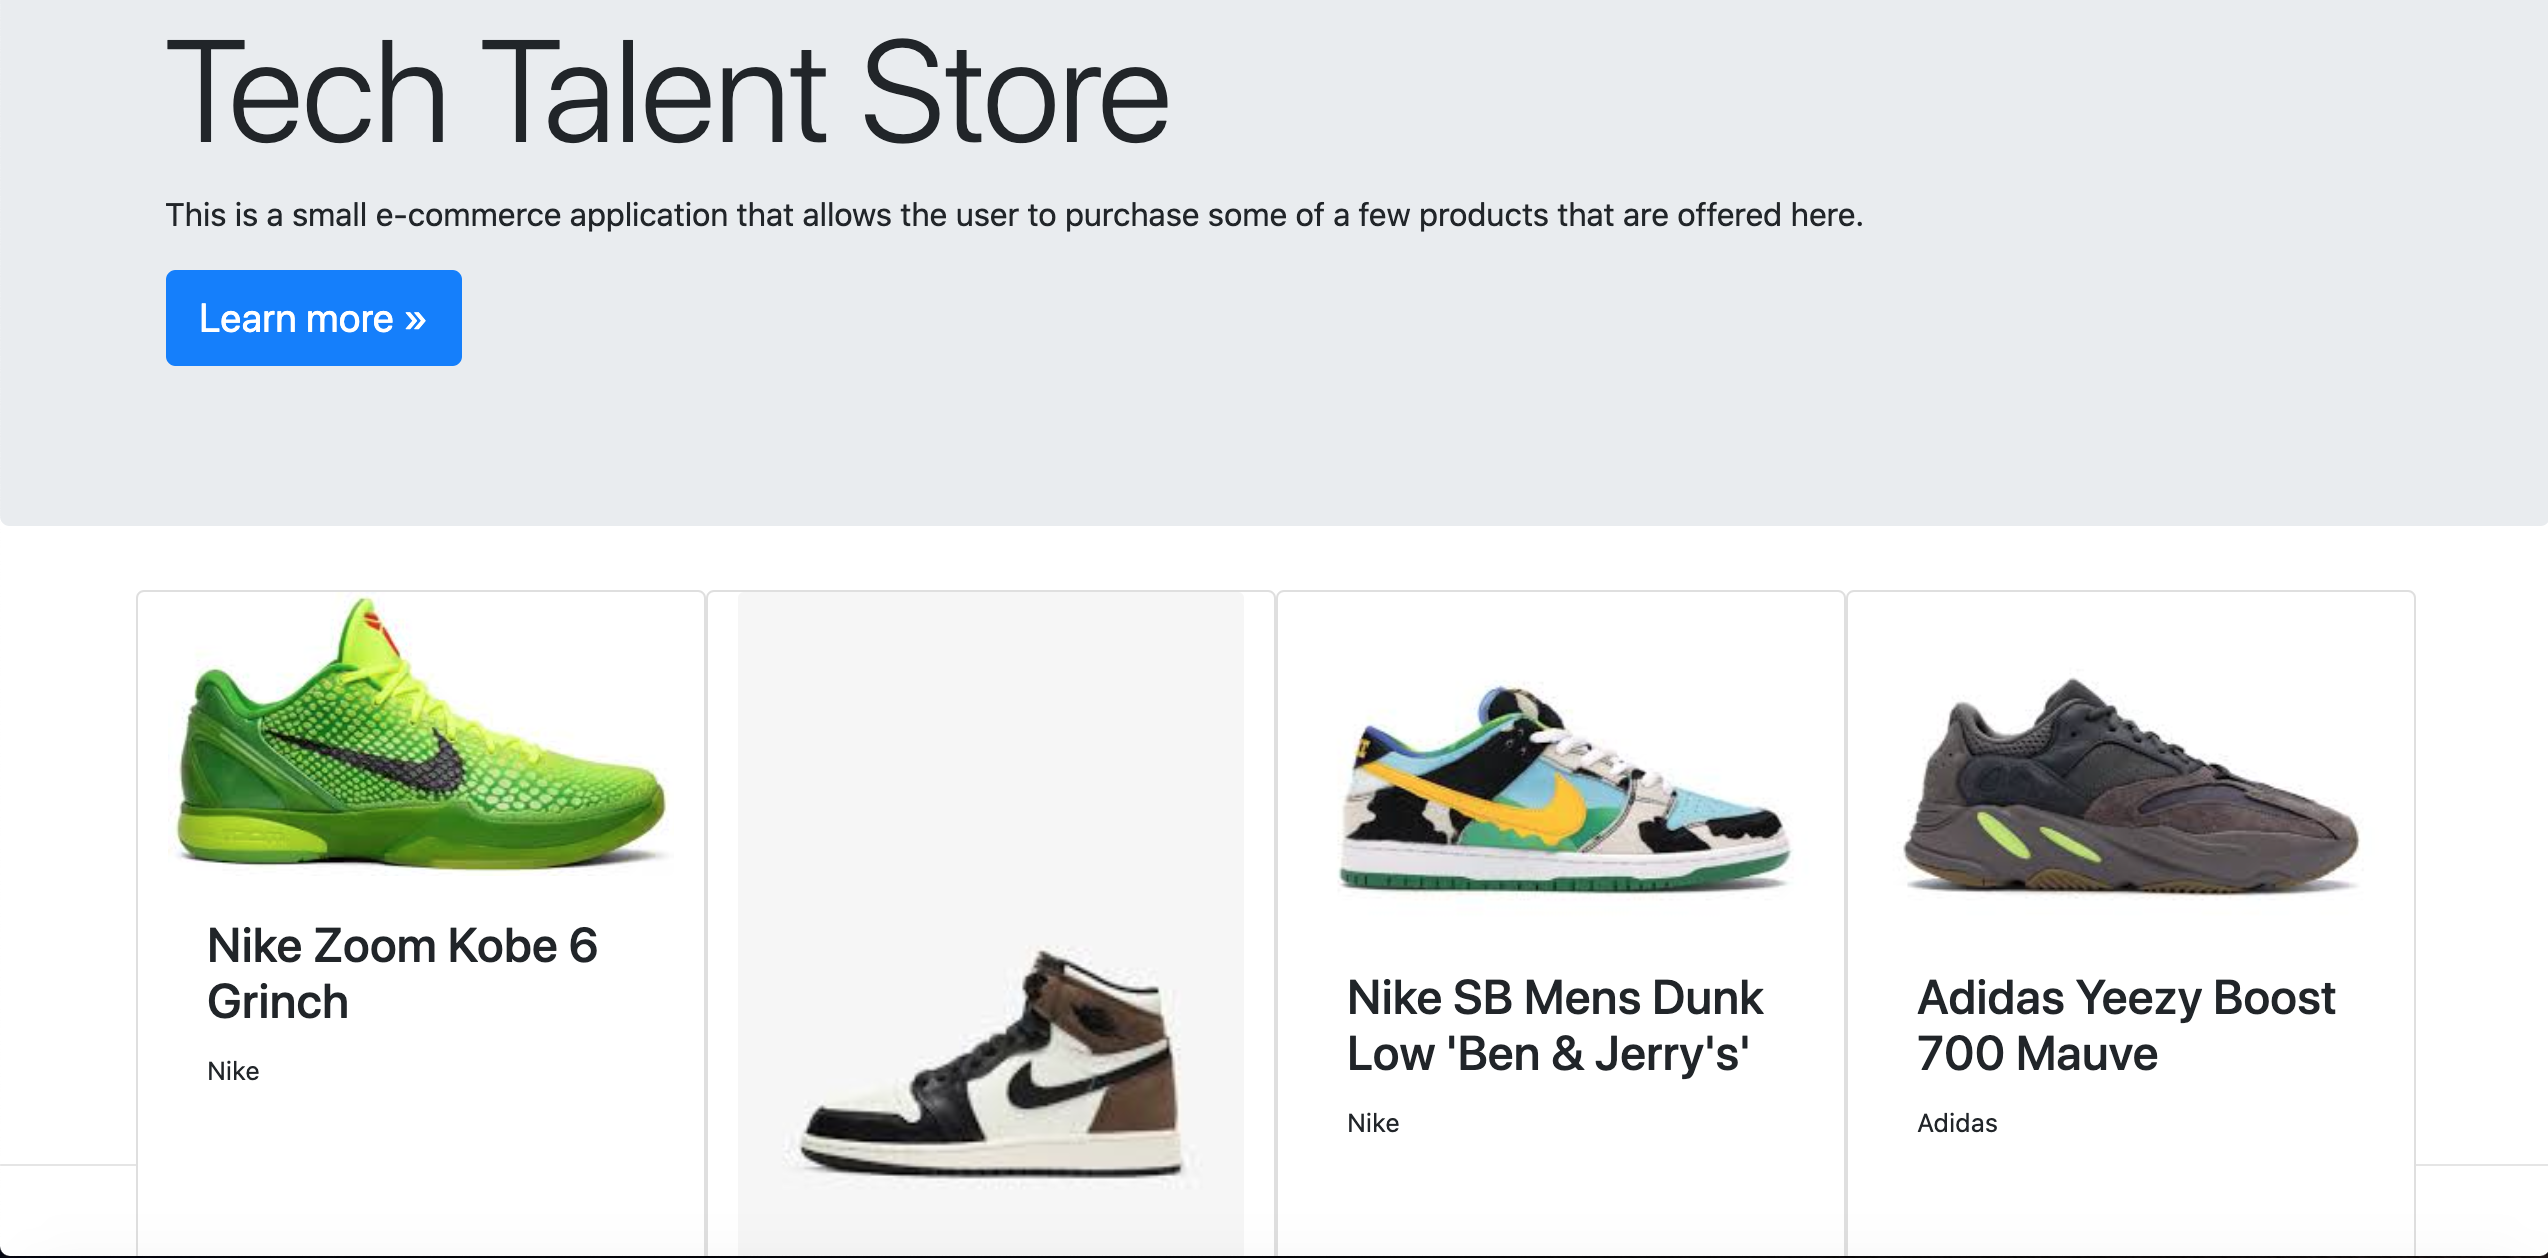 Tech Talent Store
This is a small e-commerce application that allows the user to purchase some of a few products that are offered here.
Learn more »
Nike Zoom Kobe 6
Grinch
Nike
Nike SB Mens Dunk
Low 'Ben & Jerry's'
Nike
Adidas Yeezy Boost
700 Mauve
Adidas